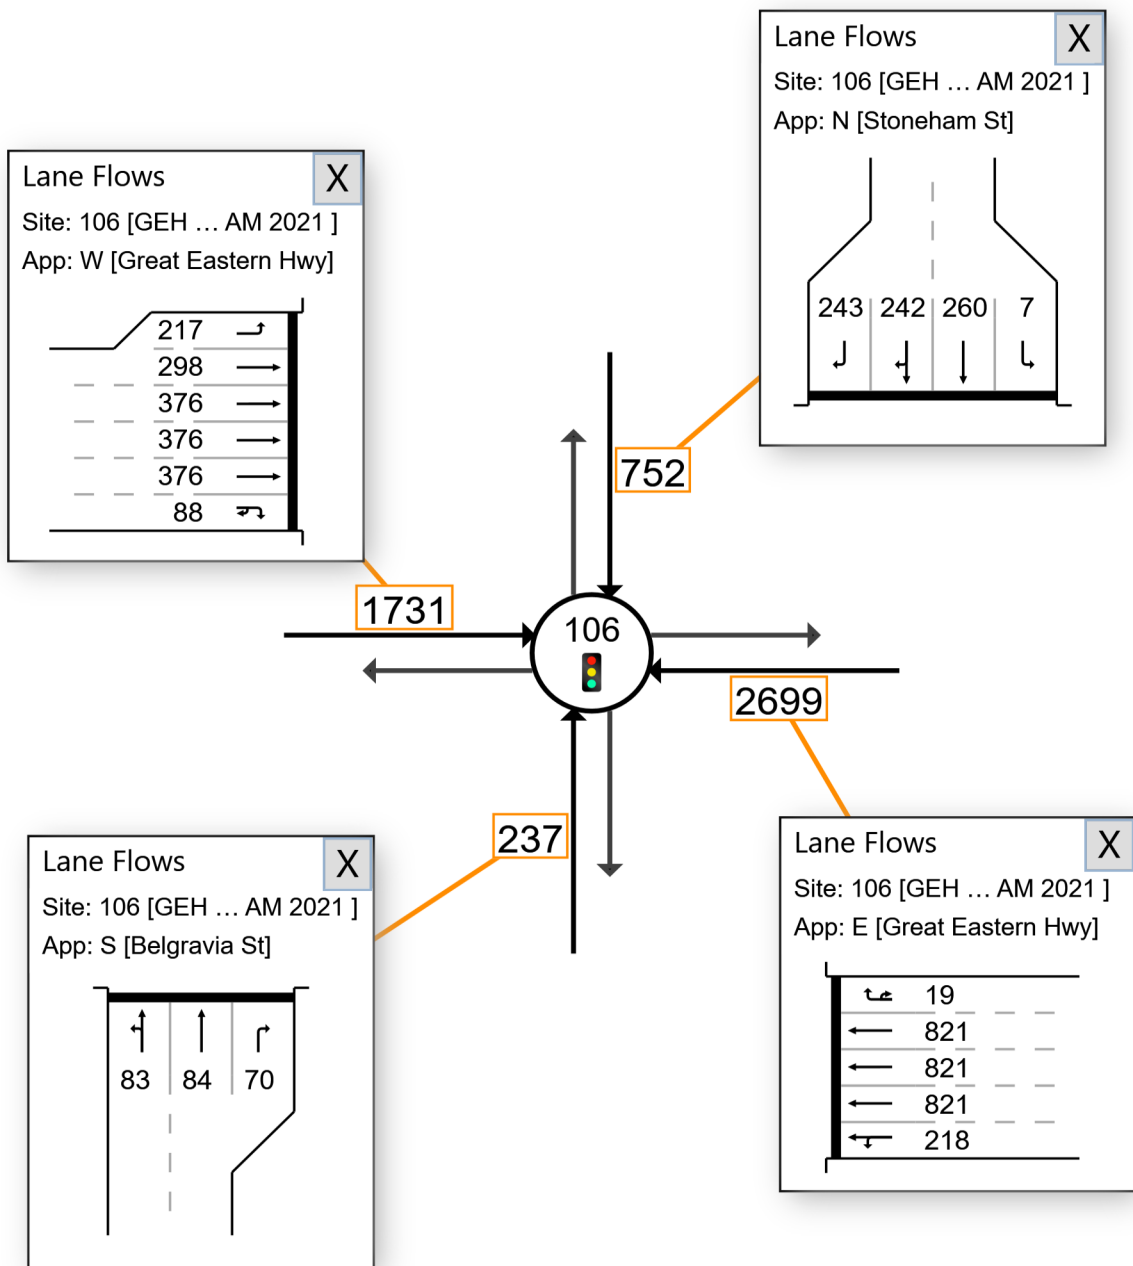 Lane Flows
X
Site: 106 [GEH ... AM 2021 ]
App: N [Stoneham St]
243 242 260 7
Lane Flows
X
Site: 106 [GEH ... AM 2021 ]
App: W [Great Eastern Hwy]
217
298
376
376
376
88
752
1731
106
2699
237
Lane Flows
X
Site: 106 [GEH ... AM 2021 ]
App: S [Belgravia St]
83 84 70
Lane Flows
X
Site: 106 [GEH ... AM 2021 ]
App: E [Great Eastern Hwy]
19
821
821
821
218